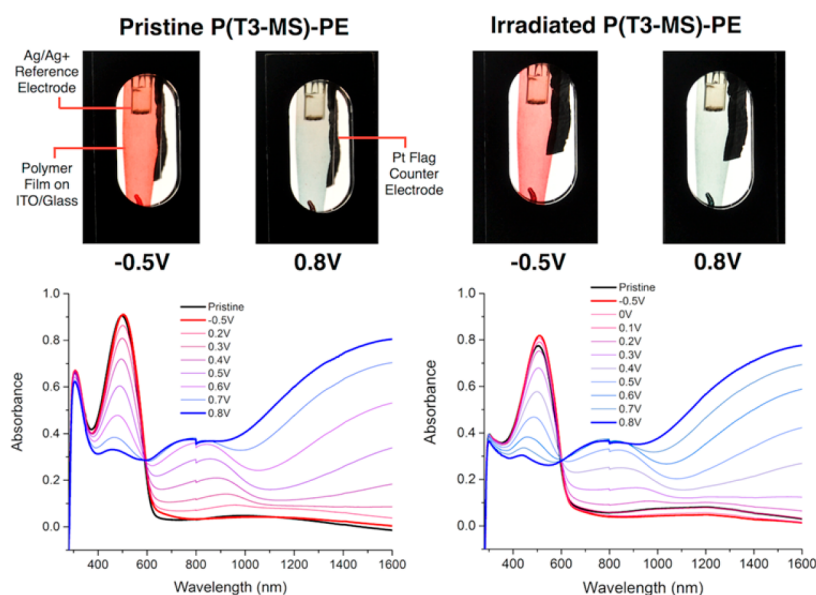 Pristine P(T3-MS)-PE
Irradiated P(T3-MS)-PE
Ag/Ag+
Reference
Electrode
Polymer
Film on
ITO/Glass
Pt Flag
Counter
Electrode
-0.5V
0.8V
-0.5V
0.8V
Absorbance
1.0
0.8
0.6
0.4
0.2
0.0
Pristine
-0.5V
0.2V
0.3V
0.4V
0.5V
0.6V
0.7V
0.8V
400 600 800 1000 1200 1400 1600
Wavelength (nm)
Absorbance
1.0
0.8
0.6
0.4
0.2
0.0
Pristine
-0.5V
0V
0.1V
0.2V
0.3V
0.4V
0.5V
0.6V
0.7V
0.8V
400 600 800 1000 1200 1400 1600
Wavelength (nm)